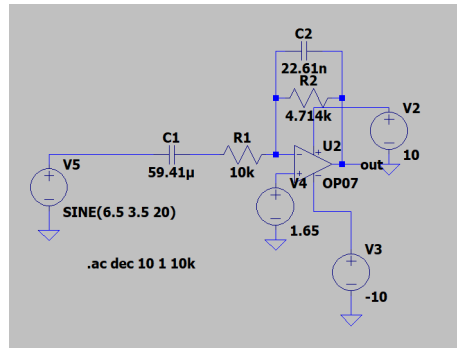 C2
22.61n
R2
4.714k
V2
10
C1
59.41µ
R1
10k
U2
OP07
out
V5
SINE(6.5 3.5 20)
V4
1.65
V3
-10
.ac dec 10 1 10k